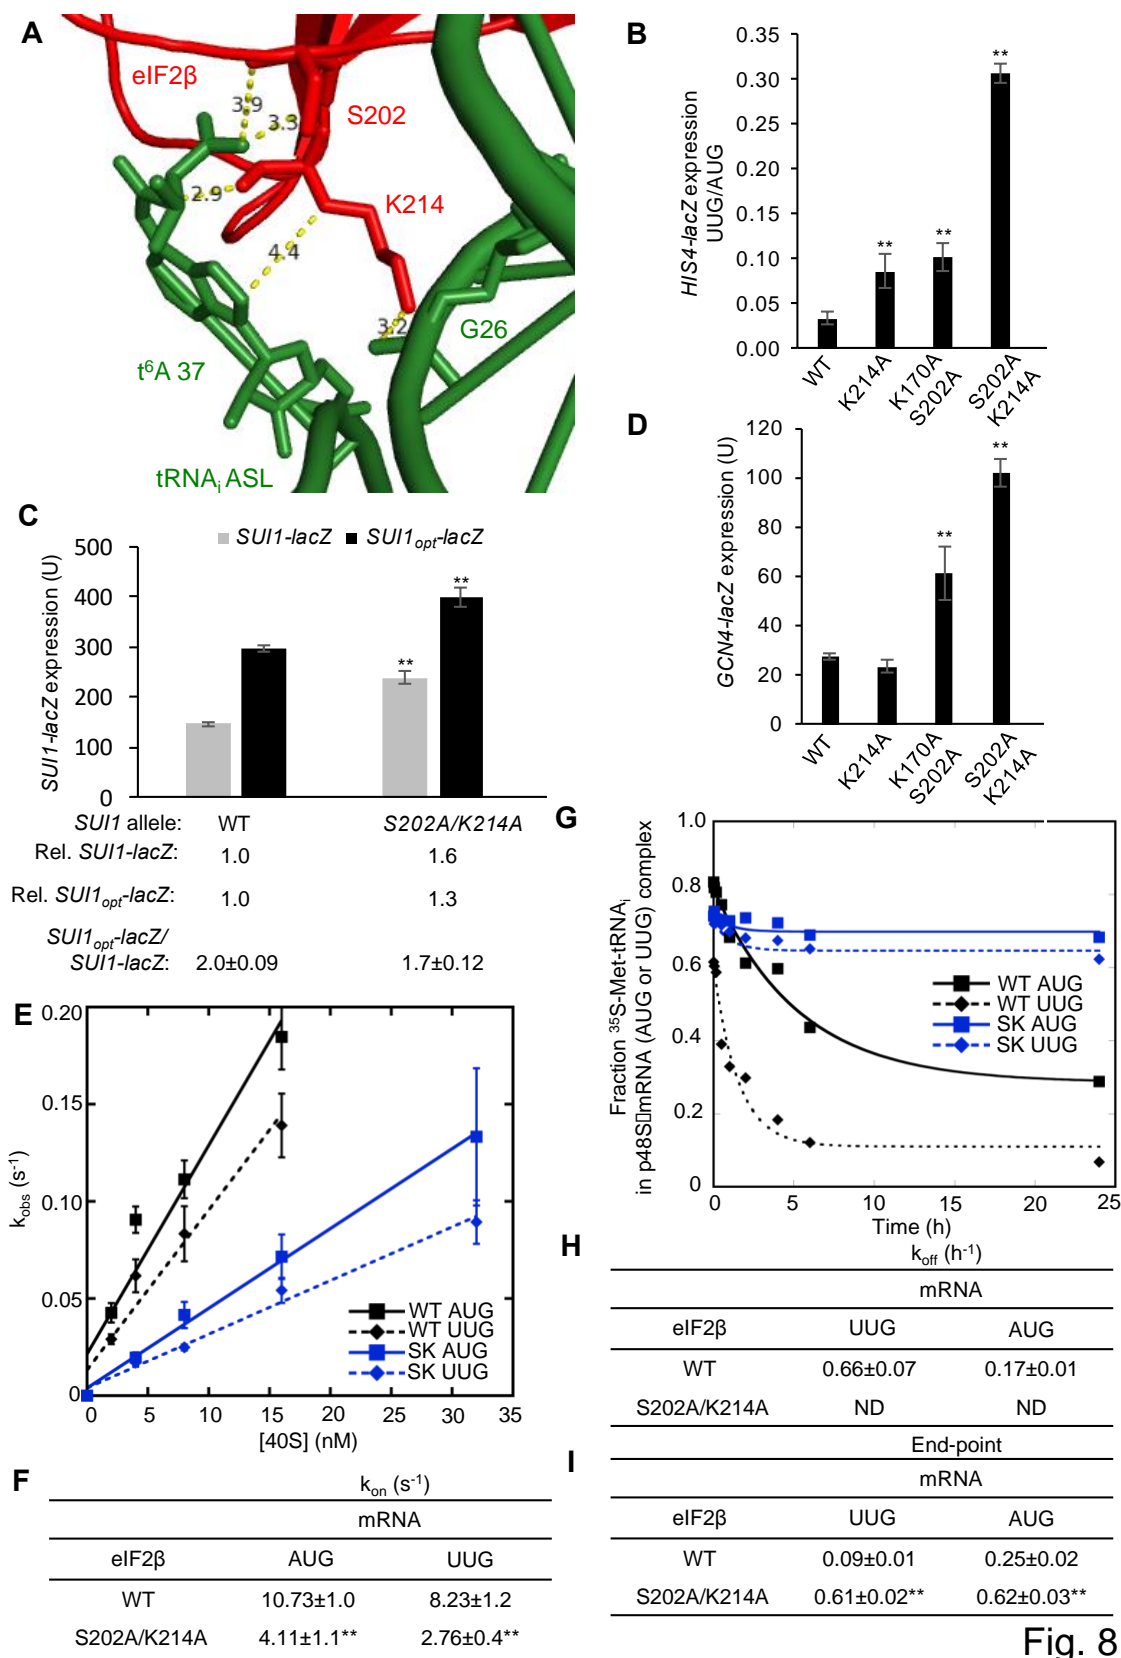 A
eIF2β
3.9
3.3
S202
2.9
K214
4.4
3.2
G26
t⁶A 37
tRNAᵢ ASL
B
HIS4-lacZ expression
UUG/AUG
0.35
0.30
0.25
0.20
0.15
0.10
0.05
0.00
**
**
**
WT
K214A
K170A
S202A
S202A
K214A
C
SUI1-lacZ
SUI1opt-lacZ
SUI1-lacZ expression (U)
500
400
300
200
100
0
**
**
SUI1 allele: WT S202A/K214A
Rel. SUI1-lacZ: 1.0 1.6
Rel. SUI1opt-lacZ: 1.0 1.3
SUI1opt-lacZ/
SUI1-lacZ: 2.0±0.09 1.7±0.12
D
GCN4-lacZ expression (U)
120
100
80
60
40
20
0
**
**
WT
K214A
K170A
S202A
S202A
K214A
E
kobs (s⁻¹)
0.20
0.15
0.10
0.05
0
0 5 10 15 20 25 30 35
[40S] (nM)
WT AUG
WT UUG
SK AUG
SK UUG
F
kon (s⁻¹)
mRNA
eIF2β AUG UUG
WT 10.73±1.0 8.23±1.2
S202A/K214A 4.11±1.1** 2.76±0.4**
G
Fraction ³⁵S-Met-tRNAᵢ
in p48S▯mRNA (AUG or UUG) complex
1.0
0.8
0.6
0.4
0.2
0
0 5 10 15 20 25
Time (h)
WT AUG
WT UUG
SK AUG
SK UUG
H
koff (h⁻¹)
mRNA
eIF2β UUG AUG
WT 0.66±0.07 0.17±0.01
S202A/K214A ND ND
I
End-point
mRNA
eIF2β UUG AUG
WT 0.09±0.01 0.25±0.02
S202A/K214A 0.61±0.02** 0.62±0.03**
Fig. 8